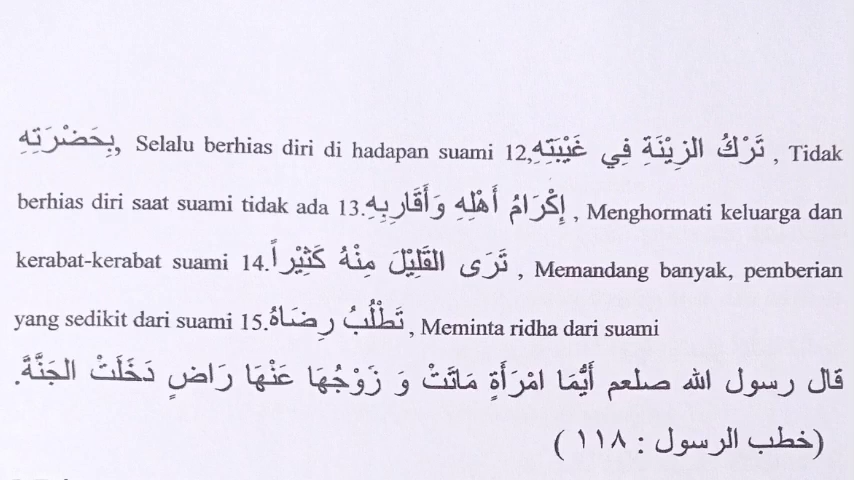 بِحَضْرَتِهِ, Selalu berhias diri di hadapan suami 12,تَرْكُ الزِيْنَةِ فِي غَيْبَتِهِ , Tidak
berhias diri saat suami tidak ada 13.إِكْرَامُ أَهْلِهِ وَأَقَارِبِهِ , Menghormati keluarga dan
kerabat-kerabat suami 14.تَرَى القَلِيْلَ مِنْهُ كَثِيْراً , Memandang banyak, pemberian
yang sedikit dari suami 15.تَطْلُبُ رِضَاهُ , Meminta ridha dari suami
قال رسول الله صلعم أَيُّمَا امْرَأَةٍ مَاتَتْ وَ زَوْجُهَا عَنْهَا رَاضٍ دَخَلَتْ الجَنَّةَ.
(خطب الرسول : ١١٨ )